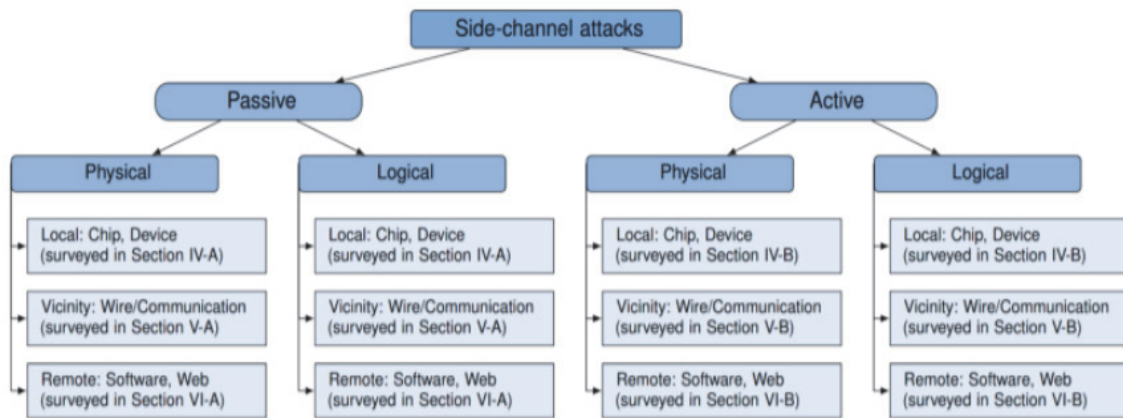 Side-channel attacks
Passive
Active
Physical
Logical
Physical
Logical
Local: Chip, Device
(surveyed in Section IV-A)
Vicinity: Wire/Communication
(surveyed in Section V-A)
Remote: Software, Web
(surveyed in Section VI-A)
Local: Chip, Device
(surveyed in Section IV-A)
Vicinity: Wire/Communication
(surveyed in Section V-A)
Remote: Software, Web
(surveyed in Section VI-A)
Local: Chip, Device
(surveyed in Section IV-B)
Vicinity: Wire/Communication
(surveyed in Section V-B)
Remote: Software, Web
(surveyed in Section VI-B)
Local: Chip, Device
(surveyed in Section IV-B)
Vicinity: Wire/Communication
(surveyed in Section V-B)
Remote: Software, Web
(surveyed in Section VI-B)